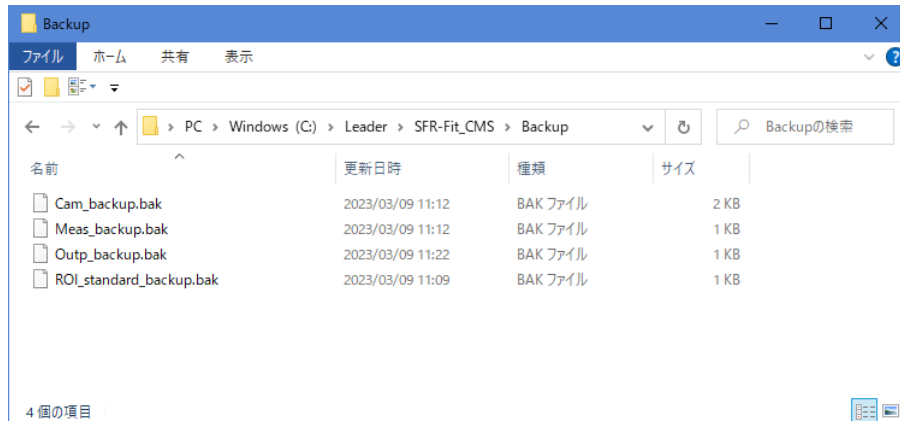 Backup
ファイル ホーム 共有 表示
PC > Windows (C:) > Leader > SFR-Fit_CMS > Backup Backupの検索
名前 更新日時 種類 サイズ
Cam_backup.bak 2023/03/09 11:12 BAK ファイル 2 KB
Meas_backup.bak 2023/03/09 11:12 BAK ファイル 1 KB
Outp_backup.bak 2023/03/09 11:22 BAK ファイル 1 KB
ROI_standard_backup.bak 2023/03/09 11:09 BAK ファイル 1 KB
4 個の項目